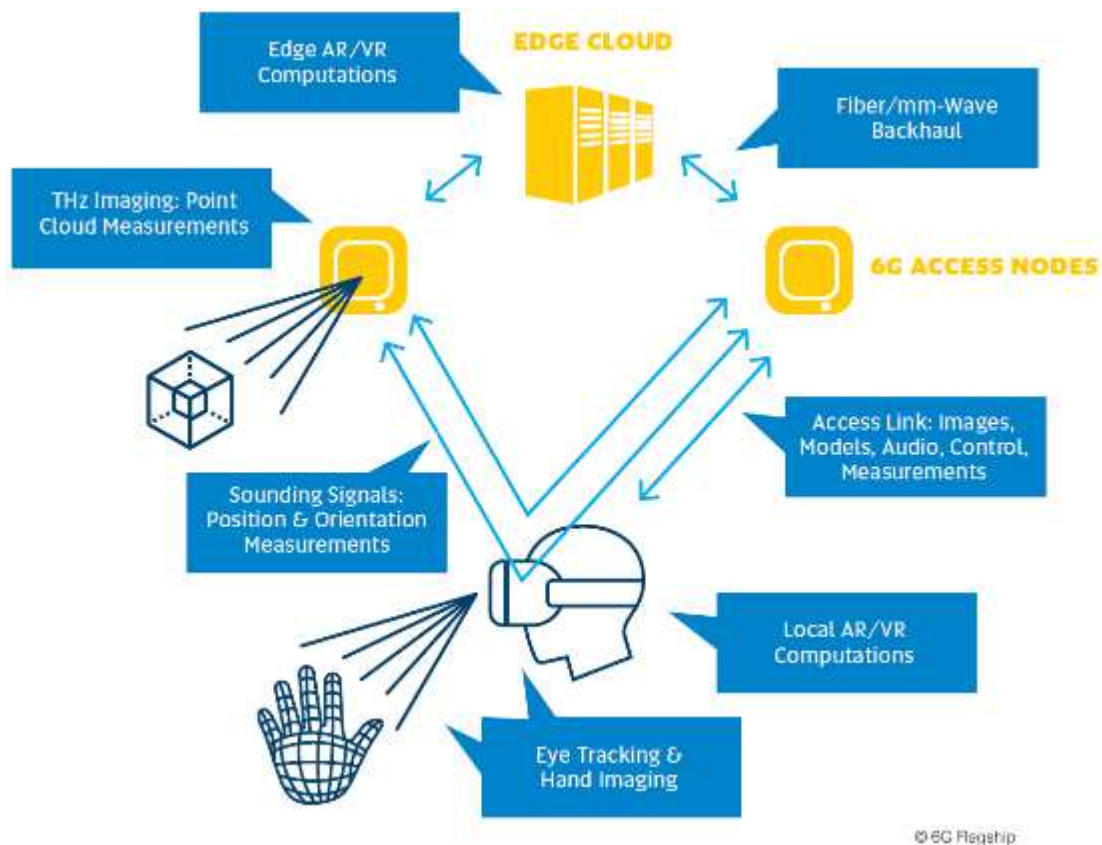 Edge AR/VR
Computations
EDGE CLOUD
Fiber/mm-Wave
Backhaul
THz Imaging: Point
Cloud Measurements
6G ACCESS NODES
Access Link: Images,
Models, Audio, Control,
Measurements
Sounding Signals:
Position & Orientation
Measurements
Local AR/VR
Computations
Eye Tracking &
Hand Imaging
© 6G Flagship